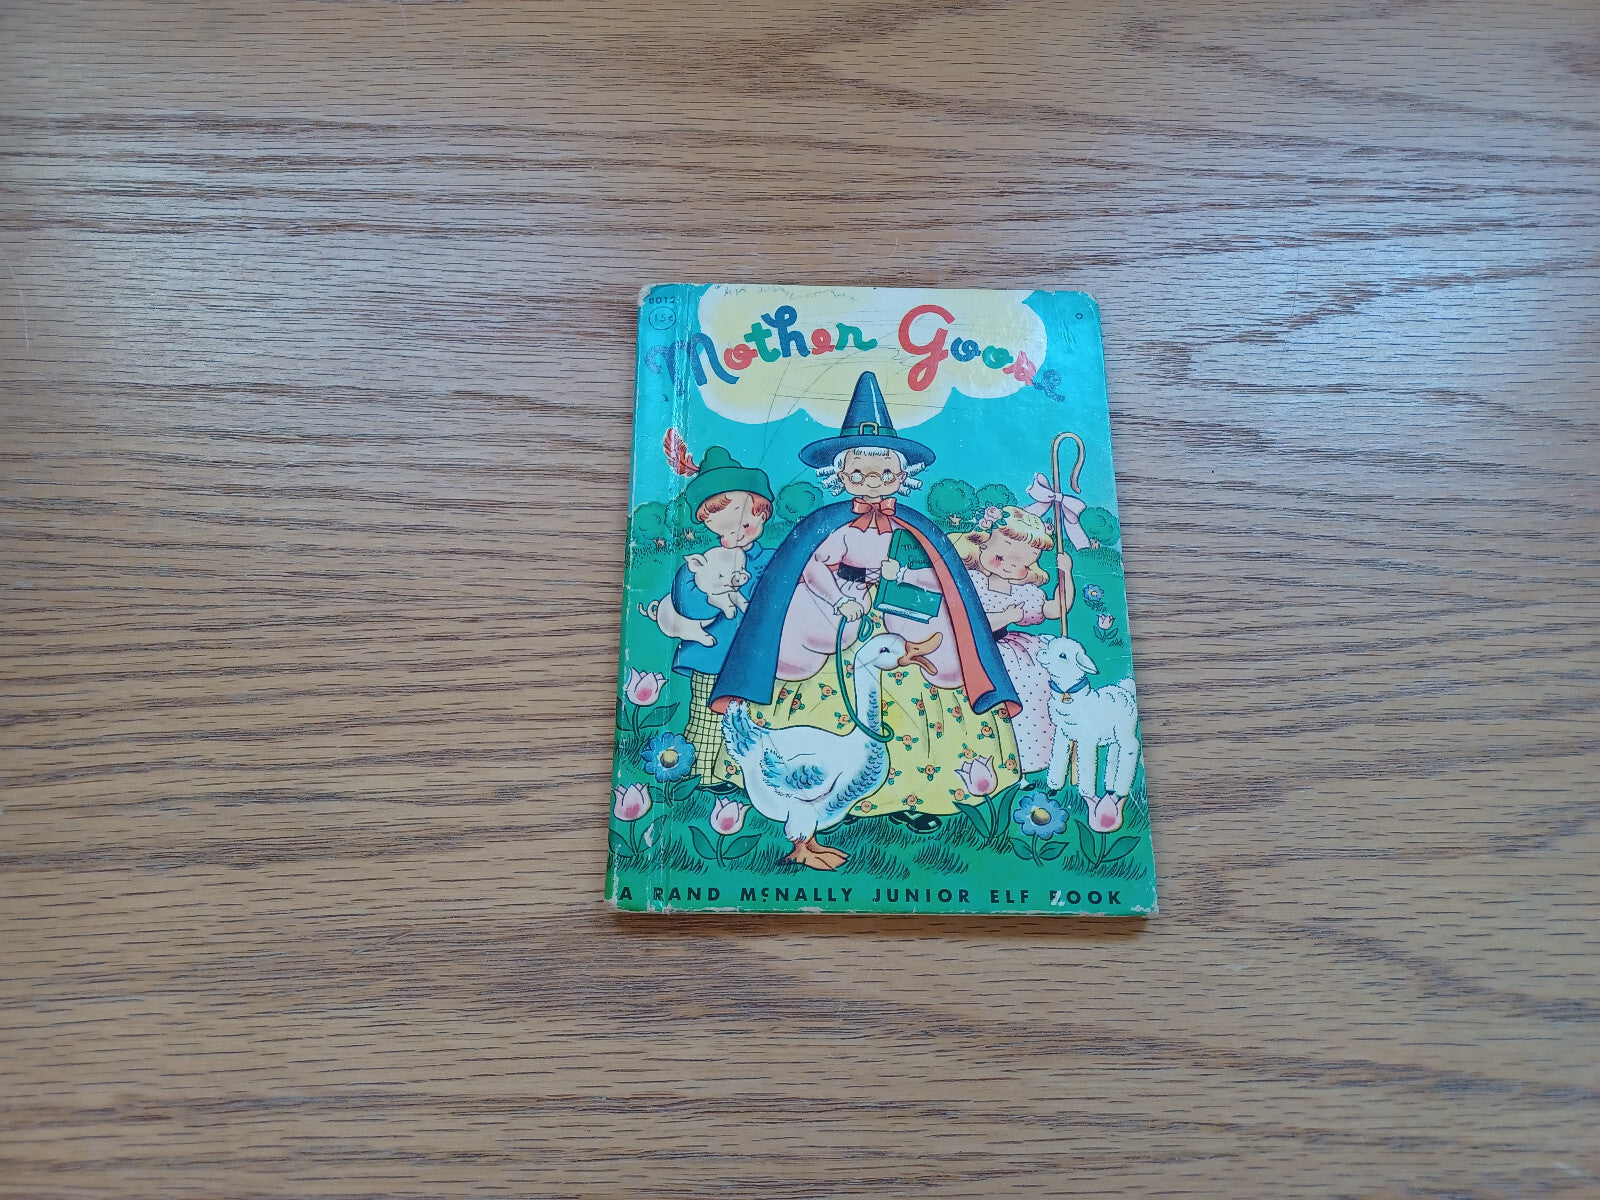 8012
15¢
Mother Goose
A RAND McNALLY JUNIOR ELF BOOK